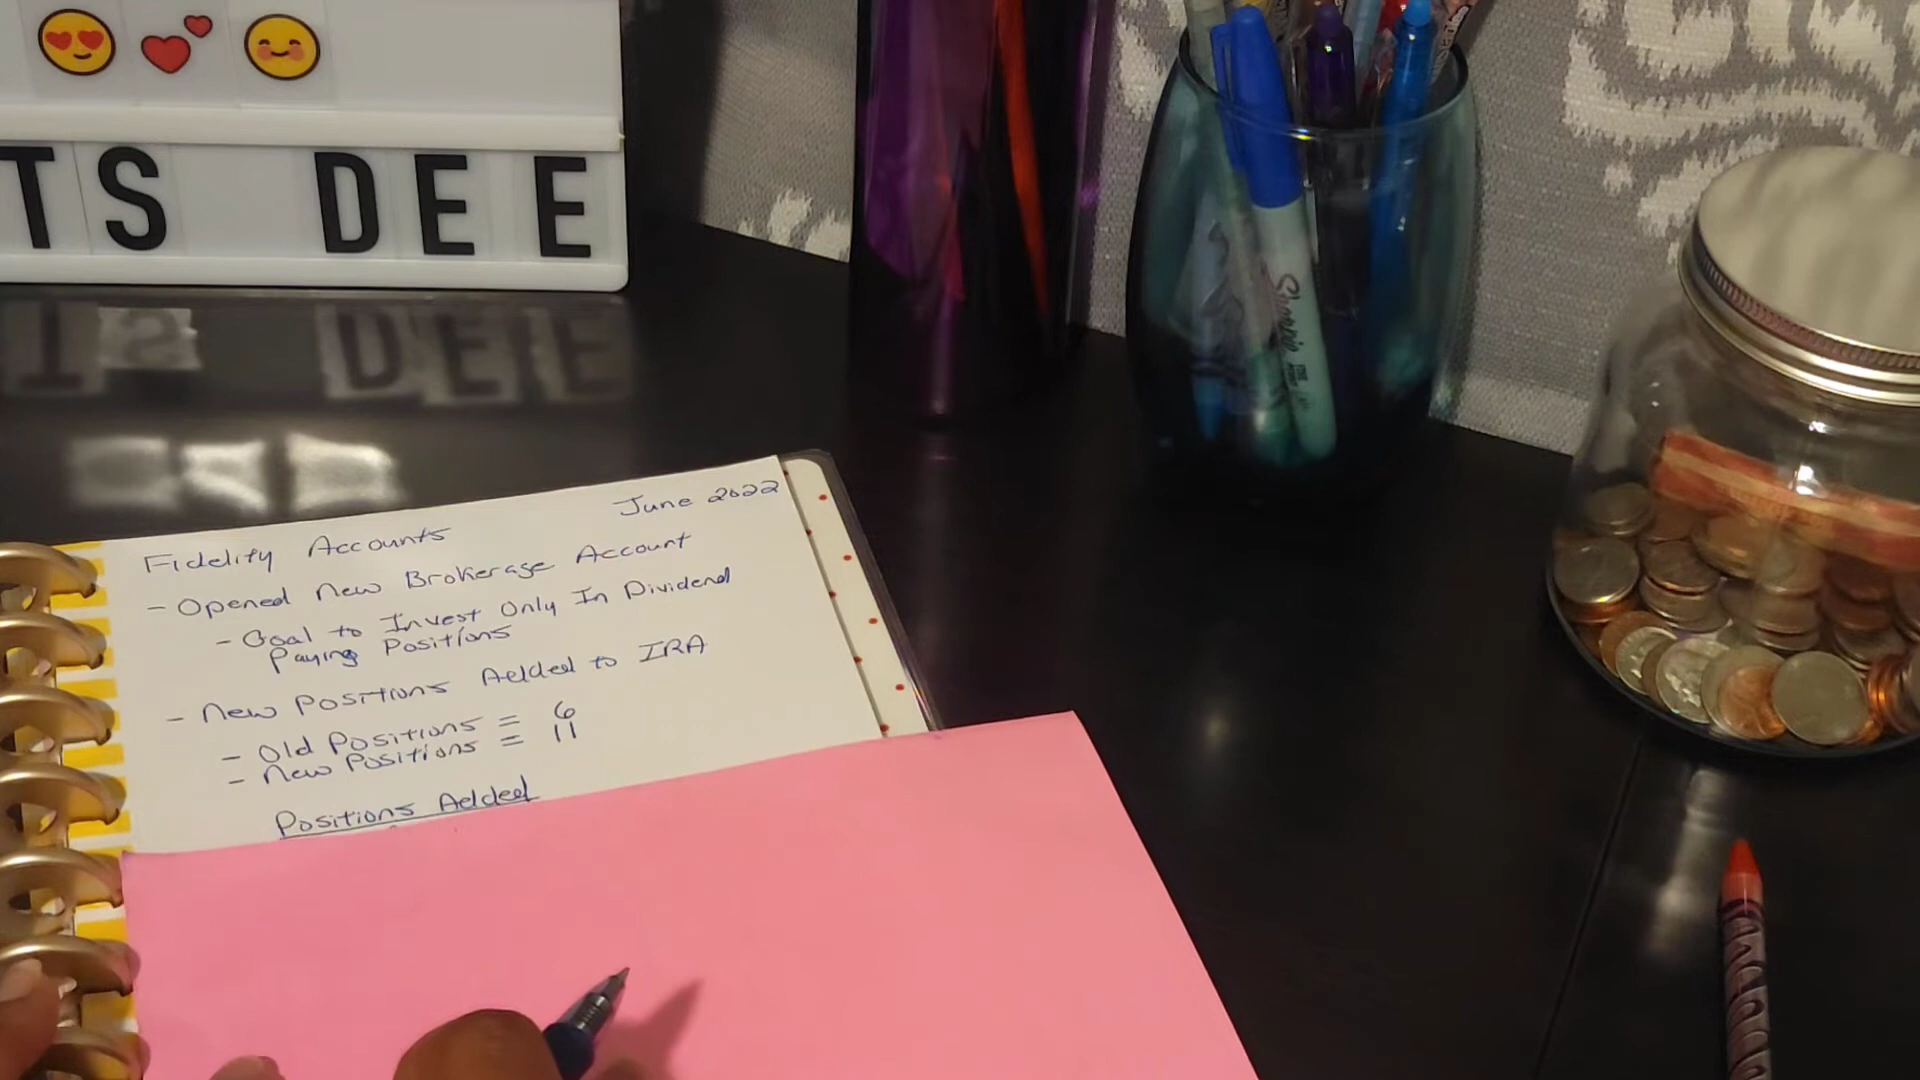 TS DEE
June 2022
Fidelity Accounts
- Opened New Brokerage Account
- Goal to Invest Only In Dividend
Paying Positions
- New Positions Added to IRA
- Old Positions = 6
- New Positions = 11
Positions Added
Sharpie